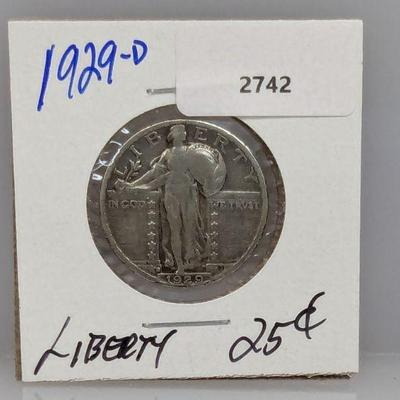 1929-D
2742
LIBERTY
IN GOD WE TRUST
1929
LIBERTY 25¢